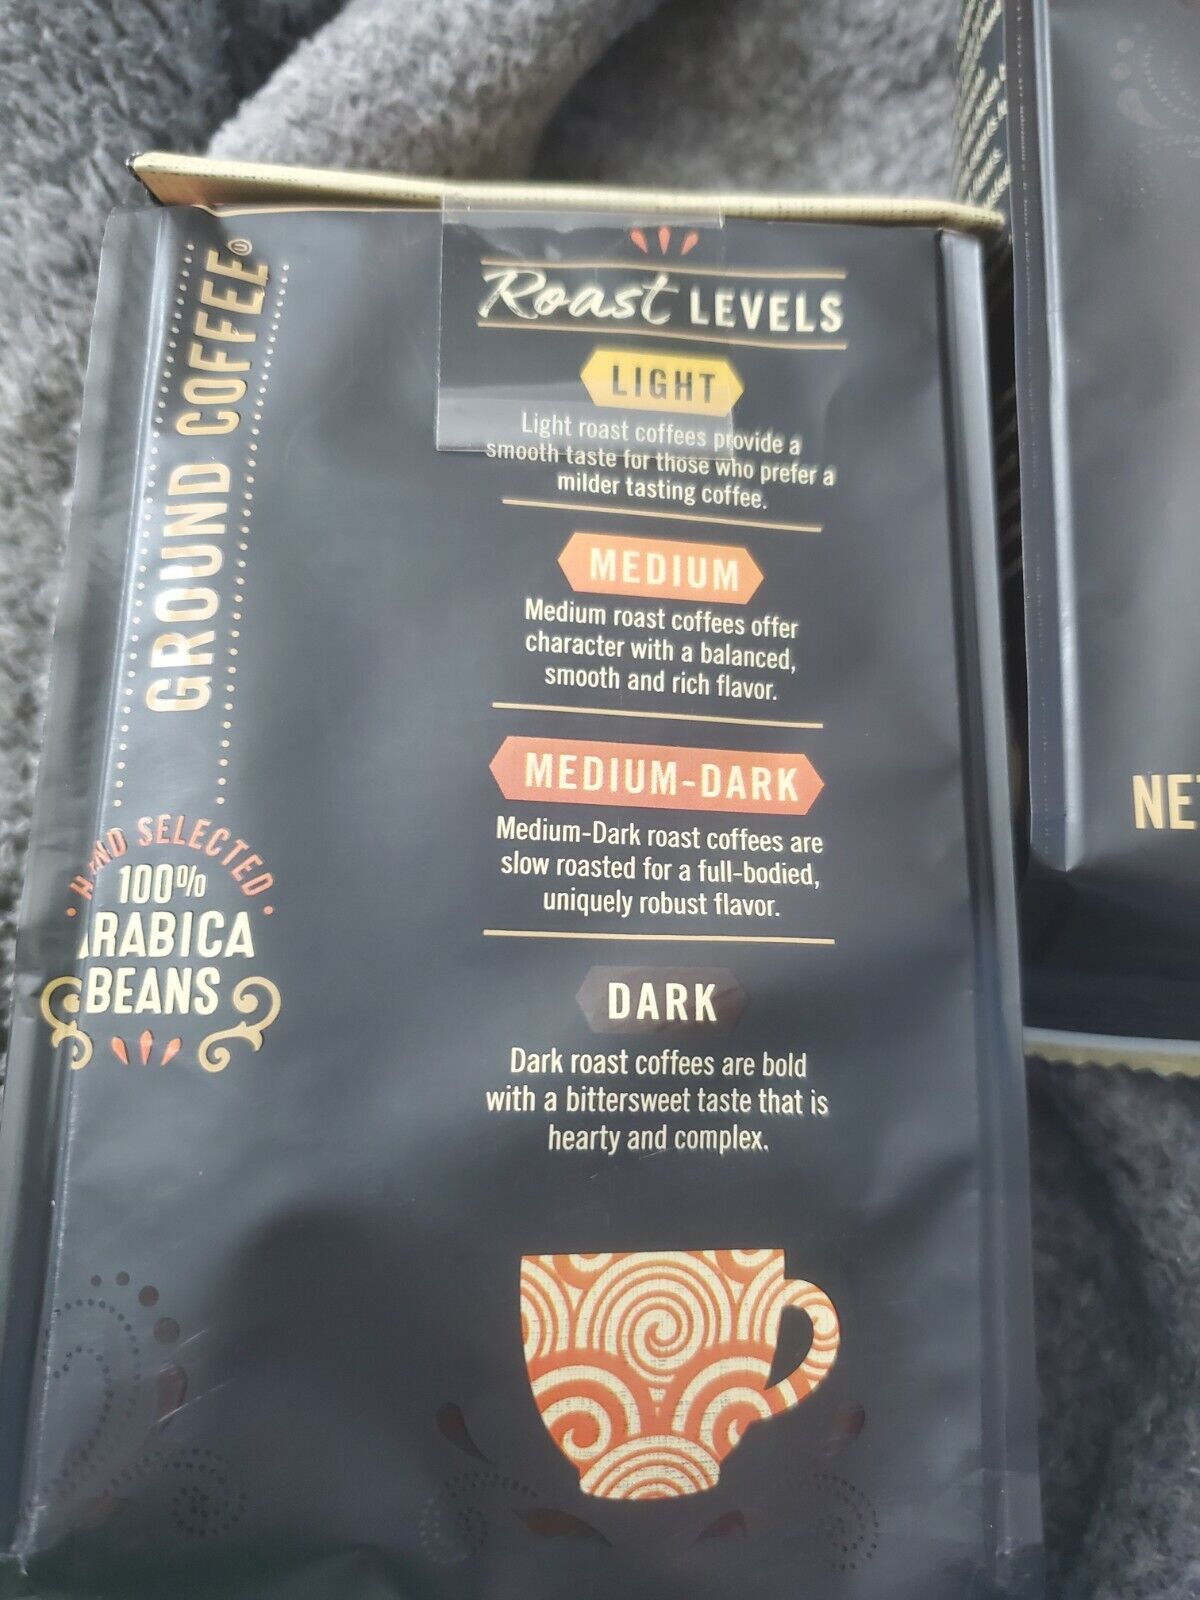 Roast LEVELS
LIGHT
Light roast coffees provide a
smooth taste for those who prefer a
milder tasting coffee.
MEDIUM
Medium roast coffees offer
character with a balanced,
smooth and rich flavor.
MEDIUM-DARK
Medium-Dark roast coffees are
slow roasted for a full-bodied,
uniquely robust flavor.
DARK
Dark roast coffees are bold
with a bittersweet taste that is
hearty and complex.
GROUND COFFEE
HAND SELECTED
100%
ARABICA
BEANS
NE